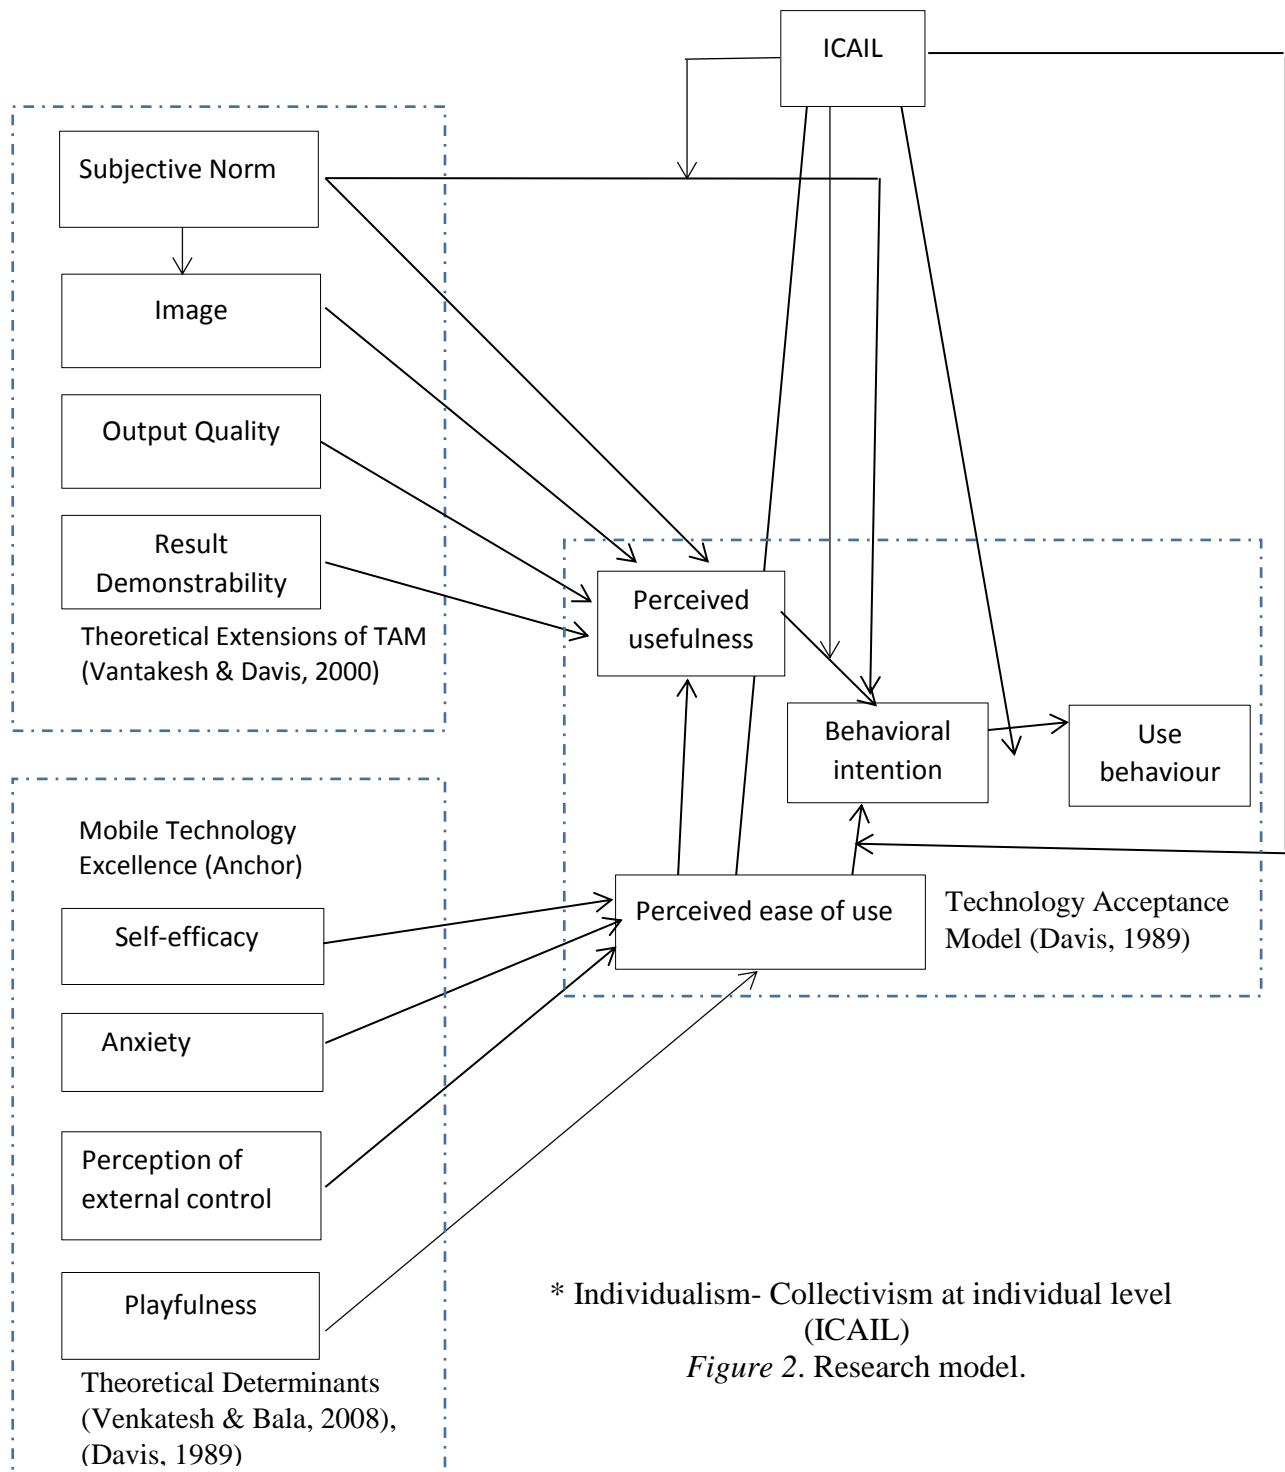 ICAIL
Subjective Norm
Image
Output Quality
Result
Demonstrability
Theoretical Extensions of TAM
(Vantakesh & Davis, 2000)
Perceived
usefulness
Behavioral
intention
Use
behaviour
Mobile Technology
Excellence (Anchor)
Self-efficacy
Perceived ease of use
Technology Acceptance
Model (Davis, 1989)
Anxiety
Perception of
external control
Playfulness
Theoretical Determinants
(Venkatesh & Bala, 2008),
(Davis, 1989)
* Individualism- Collectivism at individual level
(ICAIL)
Figure 2. Research model.